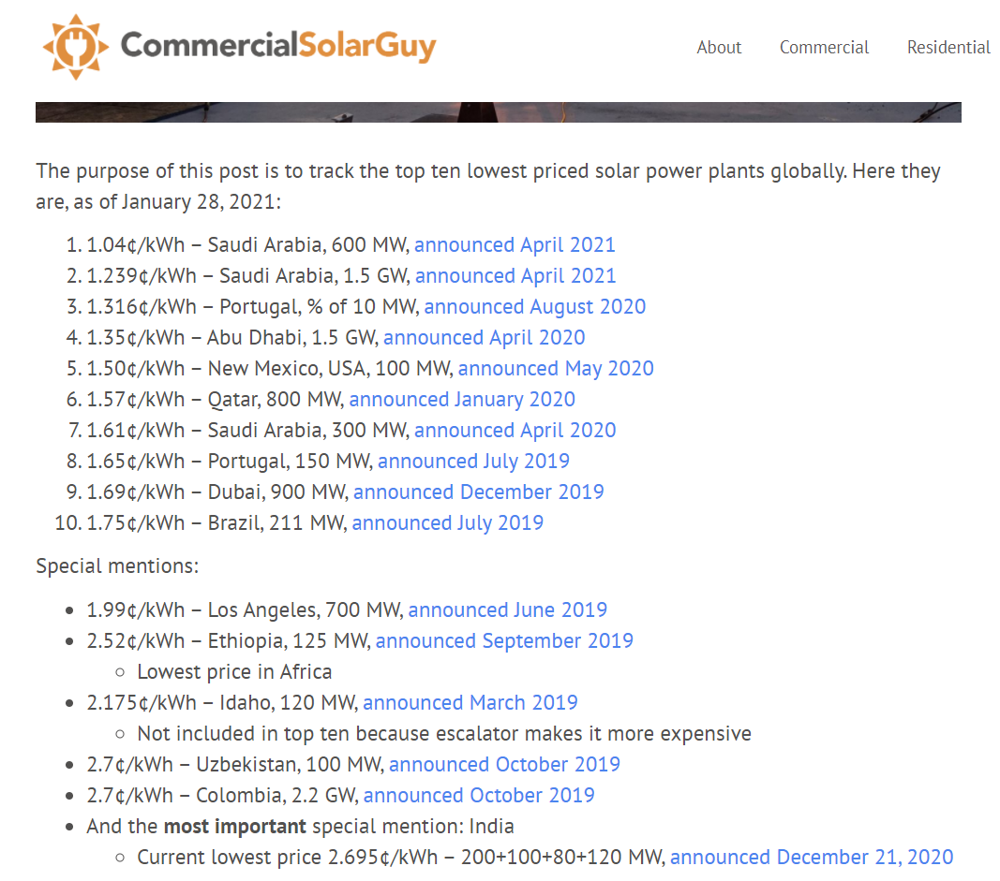 CommercialSolarGuy
About Commercial Residential
The purpose of this post is to track the top ten lowest priced solar power plants globally. Here they
are, as of January 28, 2021:
1. 1.04¢/kWh – Saudi Arabia, 600 MW, announced April 2021
2. 1.239¢/kWh – Saudi Arabia, 1.5 GW, announced April 2021
3. 1.316¢/kWh – Portugal, % of 10 MW, announced August 2020
4. 1.35¢/kWh – Abu Dhabi, 1.5 GW, announced April 2020
5. 1.50¢/kWh – New Mexico, USA, 100 MW, announced May 2020
6. 1.57¢/kWh – Qatar, 800 MW, announced January 2020
7. 1.61¢/kWh – Saudi Arabia, 300 MW, announced April 2020
8. 1.65¢/kWh – Portugal, 150 MW, announced July 2019
9. 1.69¢/kWh – Dubai, 900 MW, announced December 2019
10. 1.75¢/kWh – Brazil, 211 MW, announced July 2019
Special mentions:
• 1.99¢/kWh – Los Angeles, 700 MW, announced June 2019
• 2.52¢/kWh – Ethiopia, 125 MW, announced September 2019
○ Lowest price in Africa
• 2.175¢/kWh – Idaho, 120 MW, announced March 2019
○ Not included in top ten because escalator makes it more expensive
• 2.7¢/kWh – Uzbekistan, 100 MW, announced October 2019
• 2.7¢/kWh – Colombia, 2.2 GW, announced October 2019
• And the most important special mention: India
○ Current lowest price 2.695¢/kWh – 200+100+80+120 MW, announced December 21, 2020